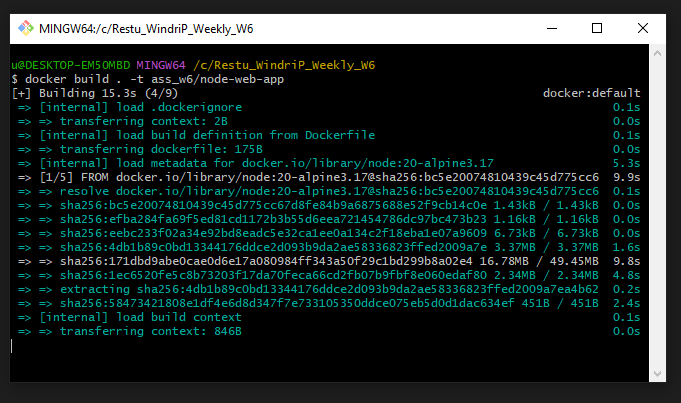 MINGW64:/c/Restu_WindriP_Weekly_W6
u@DESKTOP-EM5OMBD MINGW64 /c/Restu_WindriP_Weekly_W6
$ docker build . -t ass_w6/node-web-app
[+] Building 15.3s (4/9) docker:default
=> [internal] load .dockerignore 0.1s
=> => transferring context: 2B 0.0s
=> [internal] load build definition from Dockerfile 0.1s
=> => transferring dockerfile: 175B 0.0s
=> [internal] load metadata for docker.io/library/node:20-alpine3.17 5.3s
=> [1/5] FROM docker.io/library/node:20-alpine3.17@sha256:bc5e20074810439c45d775cc6 9.9s
=> => resolve docker.io/library/node:20-alpine3.17@sha256:bc5e20074810439c45d775cc6 0.1s
=> => sha256:bc5e20074810439c45d775cc67d8fe84b9a6875688e52f9cb14c0e 1.43kB / 1.43kB 0.0s
=> => sha256:efba284fa69f5ed81cd1172b3b55d6eea721454786dc97bc473b23 1.16kB / 1.16kB 0.0s
=> => sha256:eebc233f02a34e92bd8eadc5e32ca1ee0a134c2f18eba1e07a9609 6.73kB / 6.73kB 0.0s
=> => sha256:4db1b89c0bd13344176ddce2d093b9da2ae58336823ffed2009a7e 3.37MB / 3.37MB 1.6s
=> => sha256:171dbd9abe0cae0d6e17a080984ff343a50f29c1bd299b8a02e4 16.78MB / 49.45MB 9.8s
=> => sha256:1ec6520fe5c8b73203f17da70feca66cd2fb07b9fbf8e060edaf80 2.34MB / 2.34MB 4.8s
=> => extracting sha256:4db1b89c0bd13344176ddce2d093b9da2ae58336823ffed2009a7ea4b62 0.2s
=> => sha256:58473421808e1df4e6d8d347f7e733105350ddce075eb5d0d1dac634ef 451B / 451B 2.4s
=> [internal] load build context 0.1s
=> => transferring context: 846B 0.0s